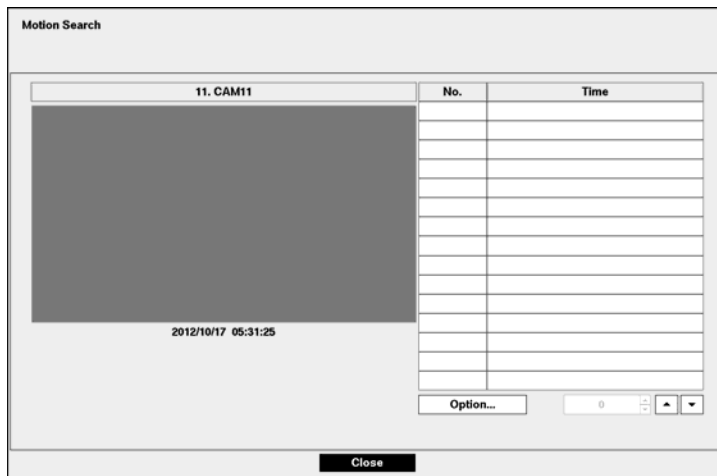 Motion Search
11. CAM11
No.
Time
2012/10/17 05:31:25
Option...
0
Close